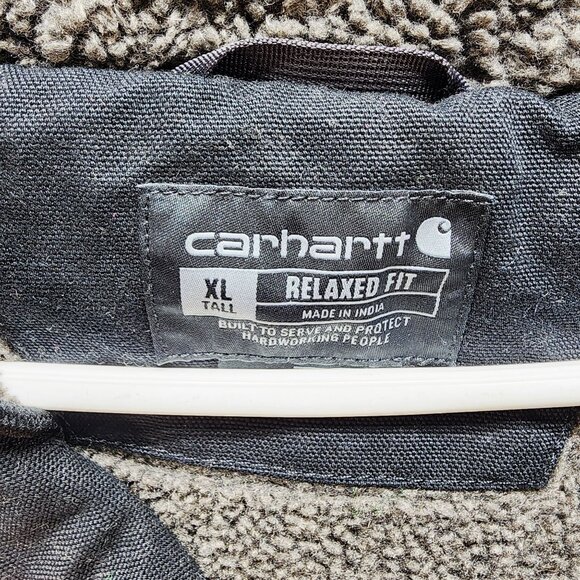 carhartt
XL RELAXED FIT
TALL MADE IN INDIA
BUILT TO SERVE AND PROTECT
HARDWORKING PEOPLE